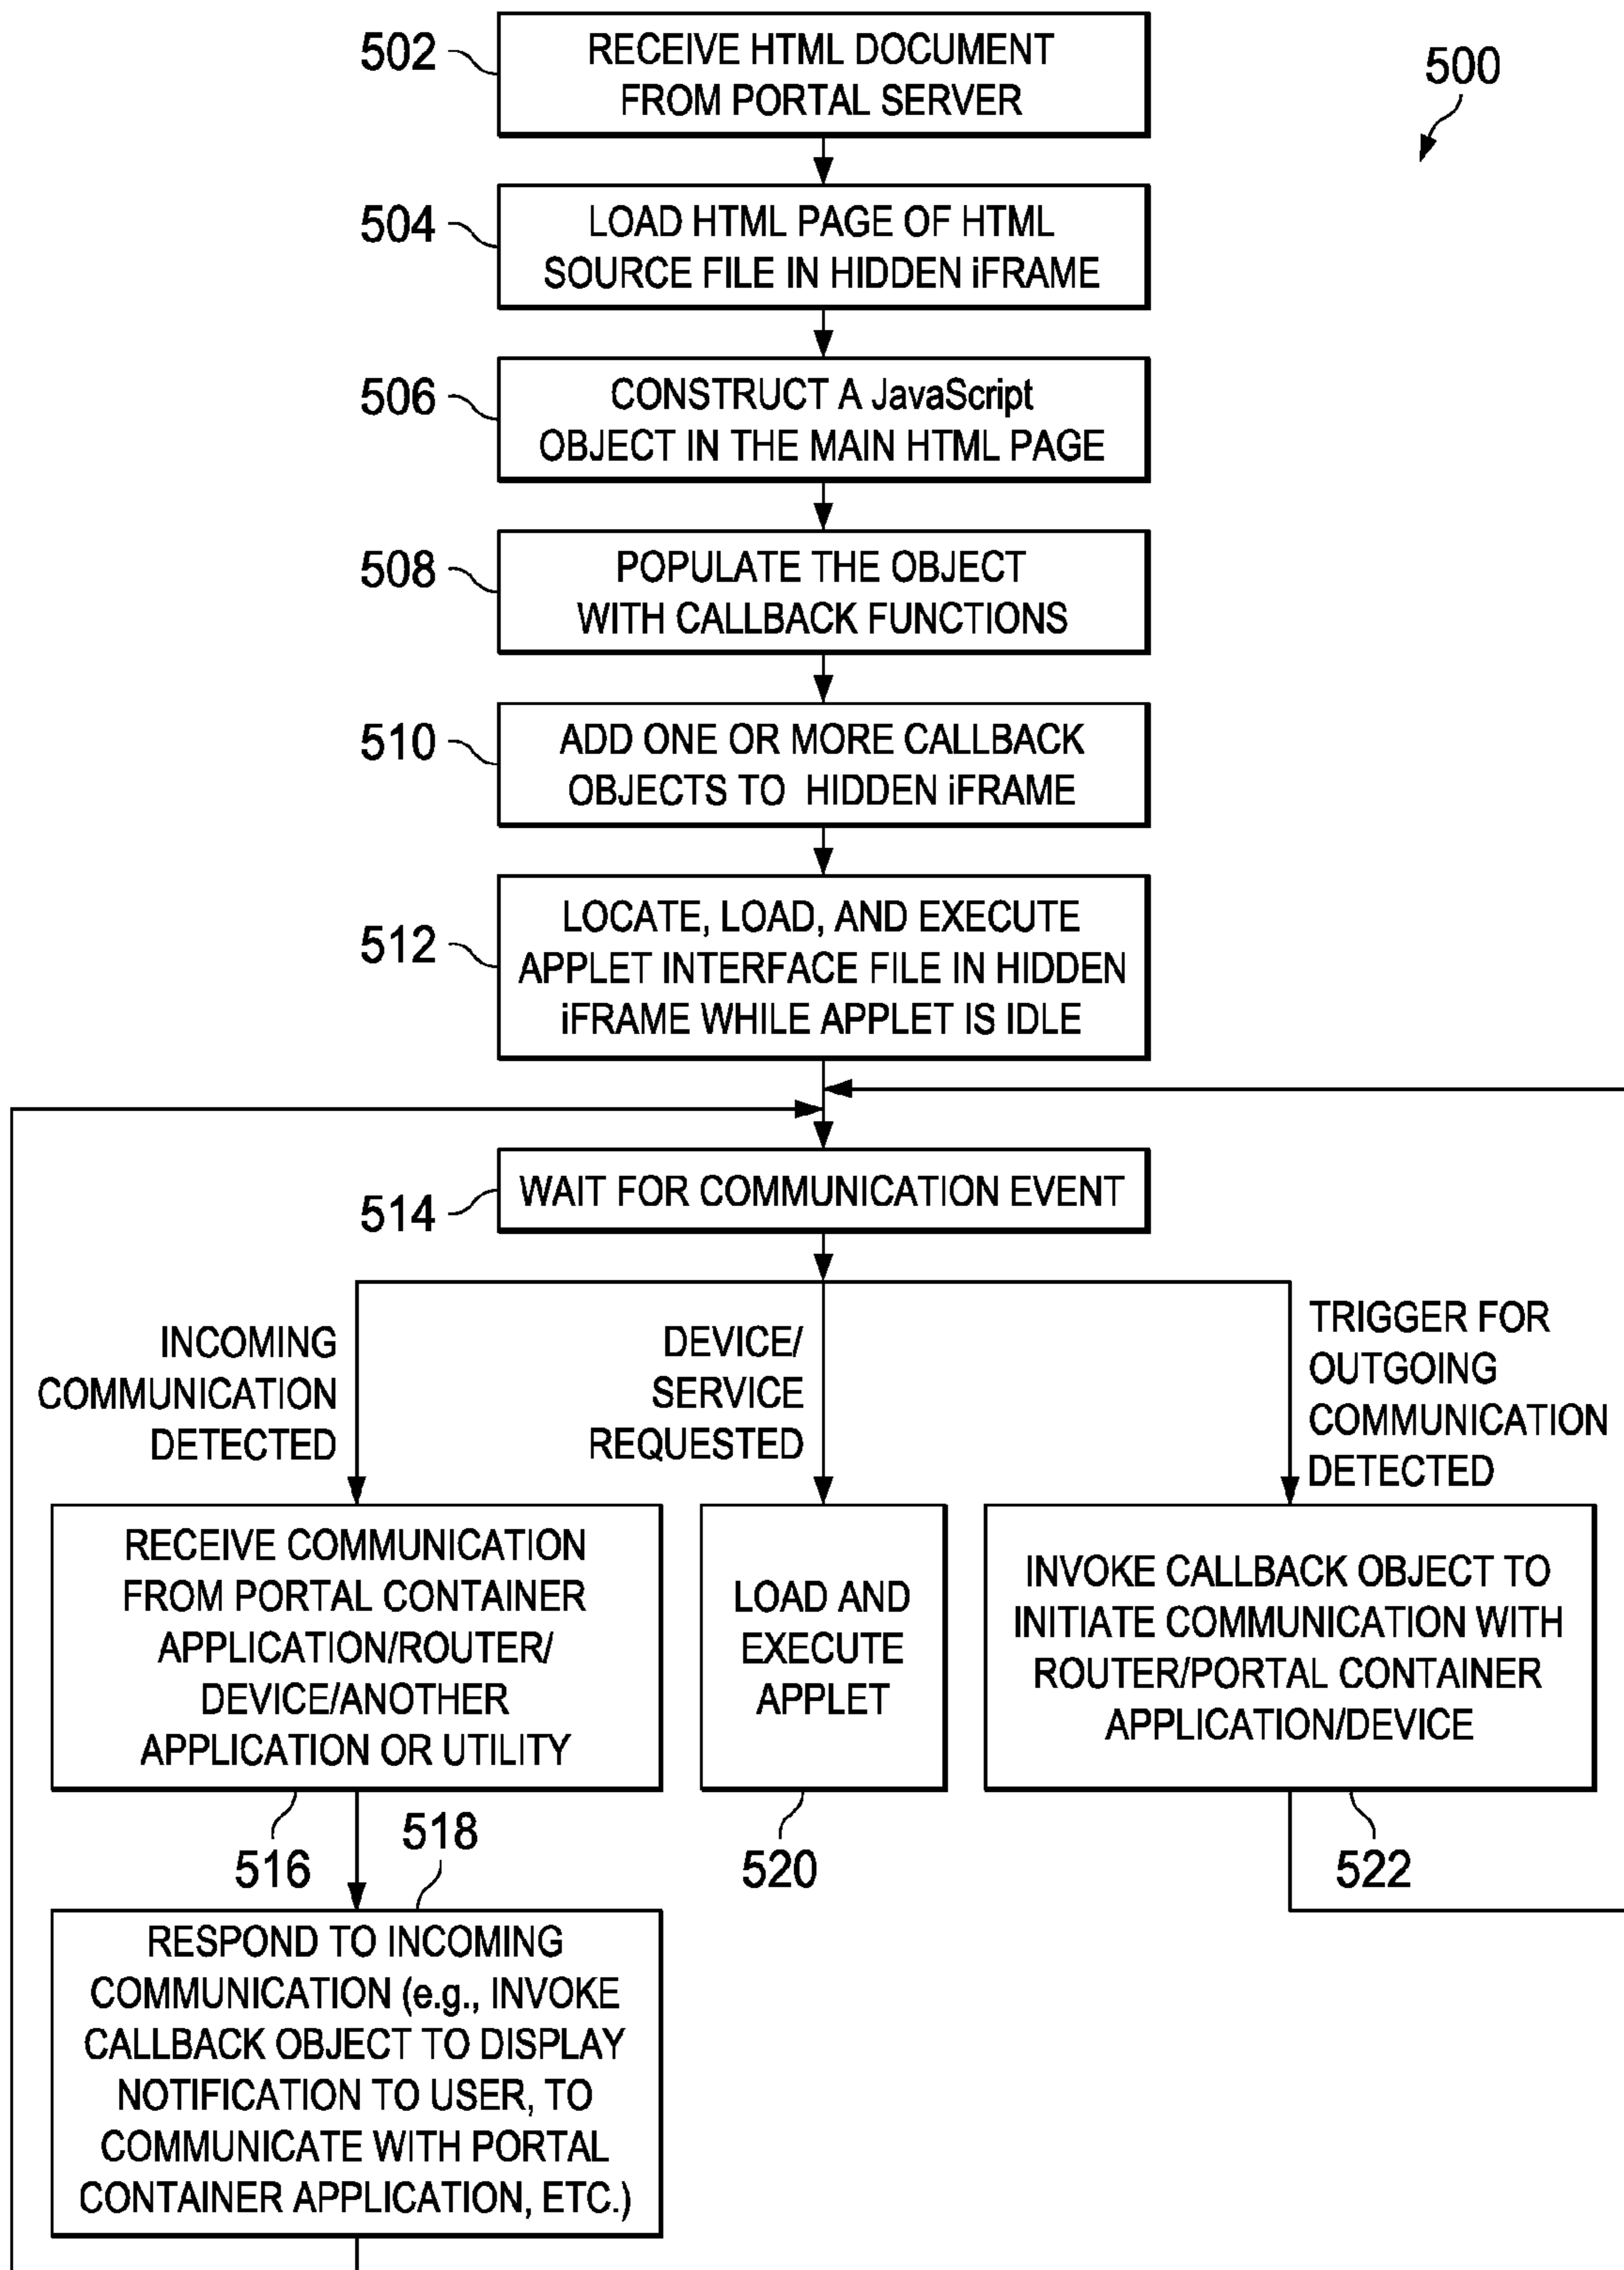 502
RECEIVE HTML DOCUMENT
FROM PORTAL SERVER
500
504
LOAD HTML PAGE OF HTML
SOURCE FILE IN HIDDEN iFRAME
506
CONSTRUCT A JavaScript
OBJECT IN THE MAIN HTML PAGE
508
POPULATE THE OBJECT
WITH CALLBACK FUNCTIONS
510
ADD ONE OR MORE CALLBACK
OBJECTS TO HIDDEN iFRAME
512
LOCATE, LOAD, AND EXECUTE
APPLET INTERFACE FILE IN HIDDEN
iFRAME WHILE APPLET IS IDLE
514
WAIT FOR COMMUNICATION EVENT
INCOMING
COMMUNICATION
DETECTED
DEVICE/
SERVICE
REQUESTED
TRIGGER FOR
OUTGOING
COMMUNICATION
DETECTED
RECEIVE COMMUNICATION
FROM PORTAL CONTAINER
APPLICATION/ROUTER/
DEVICE/ANOTHER
APPLICATION OR UTILITY
516
LOAD AND
EXECUTE
APPLET
520
INVOKE CALLBACK OBJECT TO
INITIATE COMMUNICATION WITH
ROUTER/PORTAL CONTAINER
APPLICATION/DEVICE
522
518
RESPOND TO INCOMING
COMMUNICATION (e.g., INVOKE
CALLBACK OBJECT TO DISPLAY
NOTIFICATION TO USER, TO
COMMUNICATE WITH PORTAL
CONTAINER APPLICATION, ETC.)